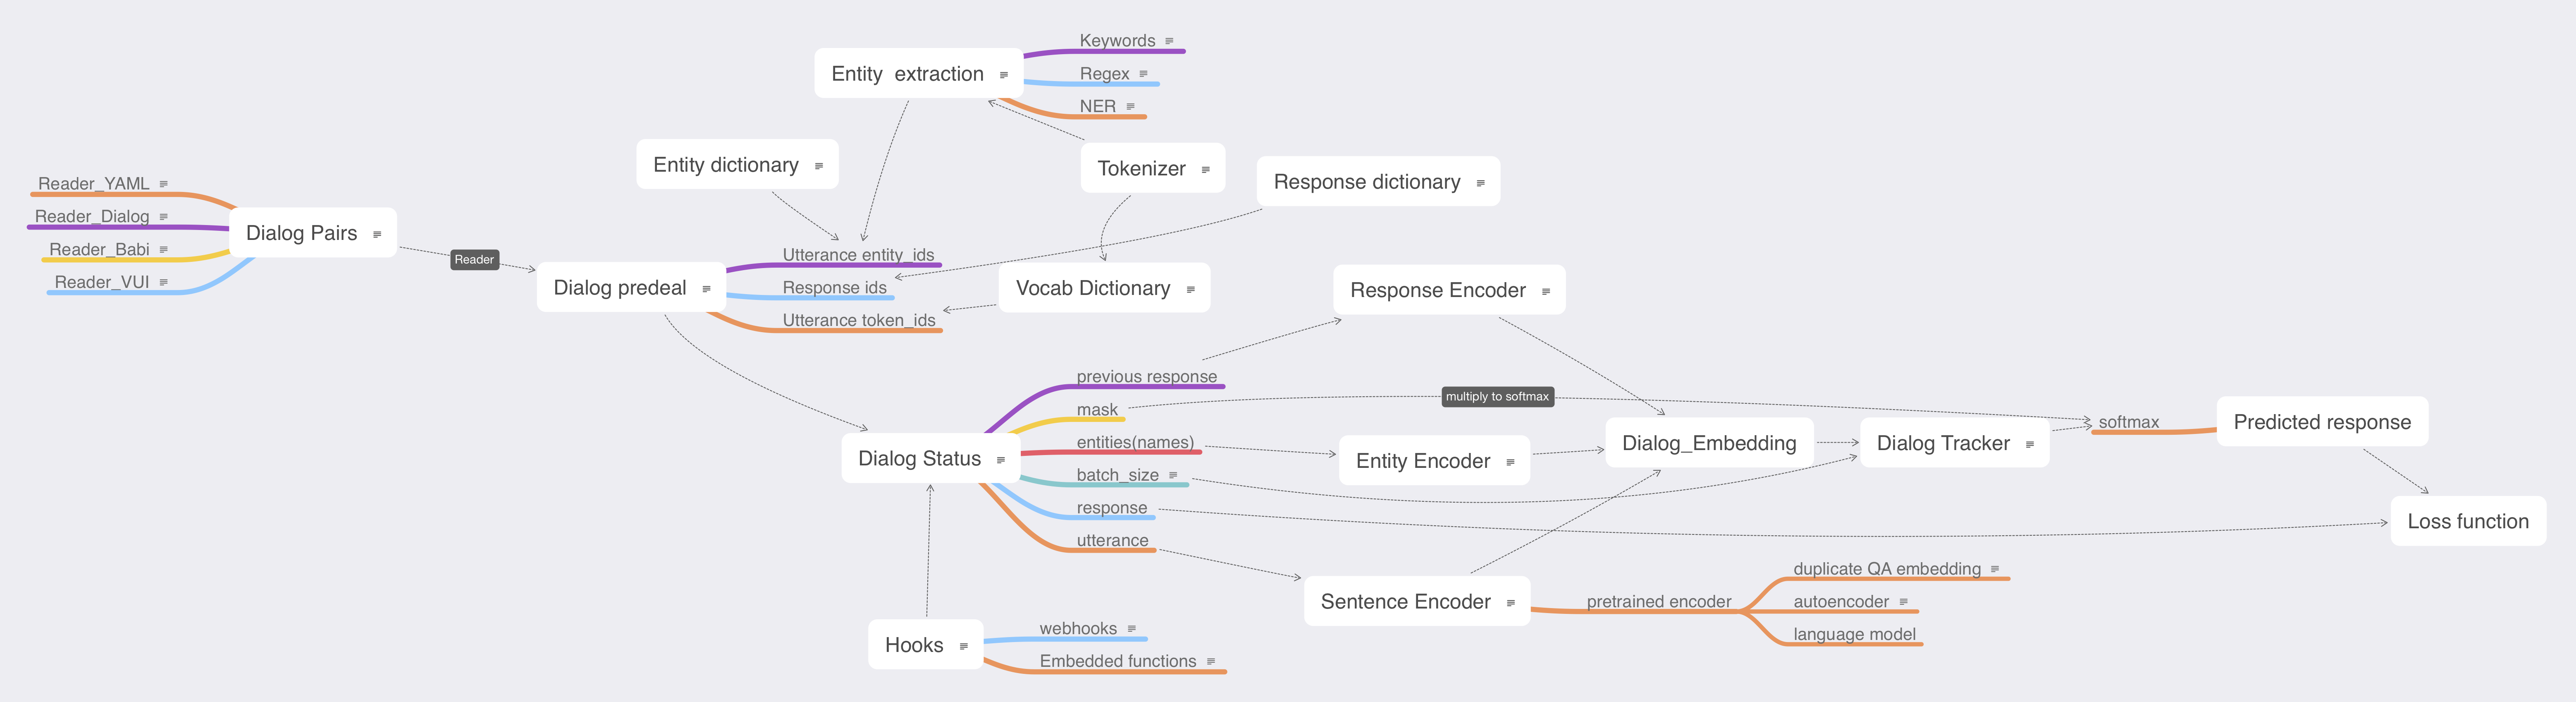 Keywords
Entity  extraction
Regex
NER
Entity dictionary
Tokenizer
Response dictionary
Reader_YAML
Reader_Dialog
Reader_Babi
Reader_VUI
Dialog Pairs
Reader
Dialog predeal
Utterance entity_ids
Response ids
Utterance token_ids
Vocab Dictionary
Response Encoder
previous response
mask
entities(names)
batch_size
response
utterance
Dialog Status
multiply to softmax
Entity Encoder
Dialog_Embedding
Dialog Tracker
softmax
Predicted response
Loss function
Sentence Encoder
pretrained encoder
duplicate QA embedding
autoencoder
language model
Hooks
webhooks
Embedded functions